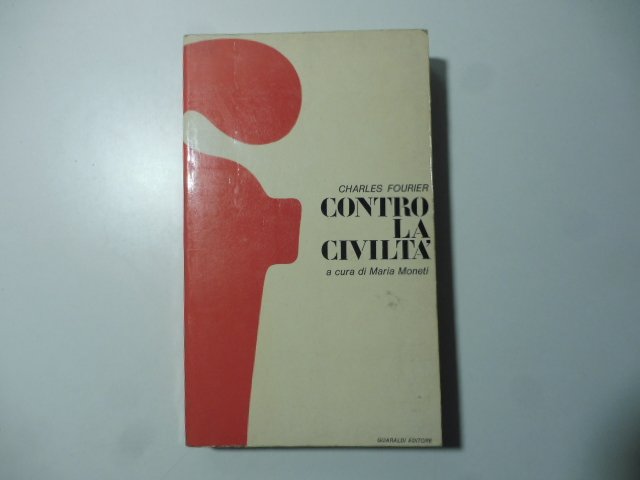 CHARLES FOURIER
CONTRO
LA
CIVILTA'
a cura di Maria Moneti
GUARALDI EDITORE